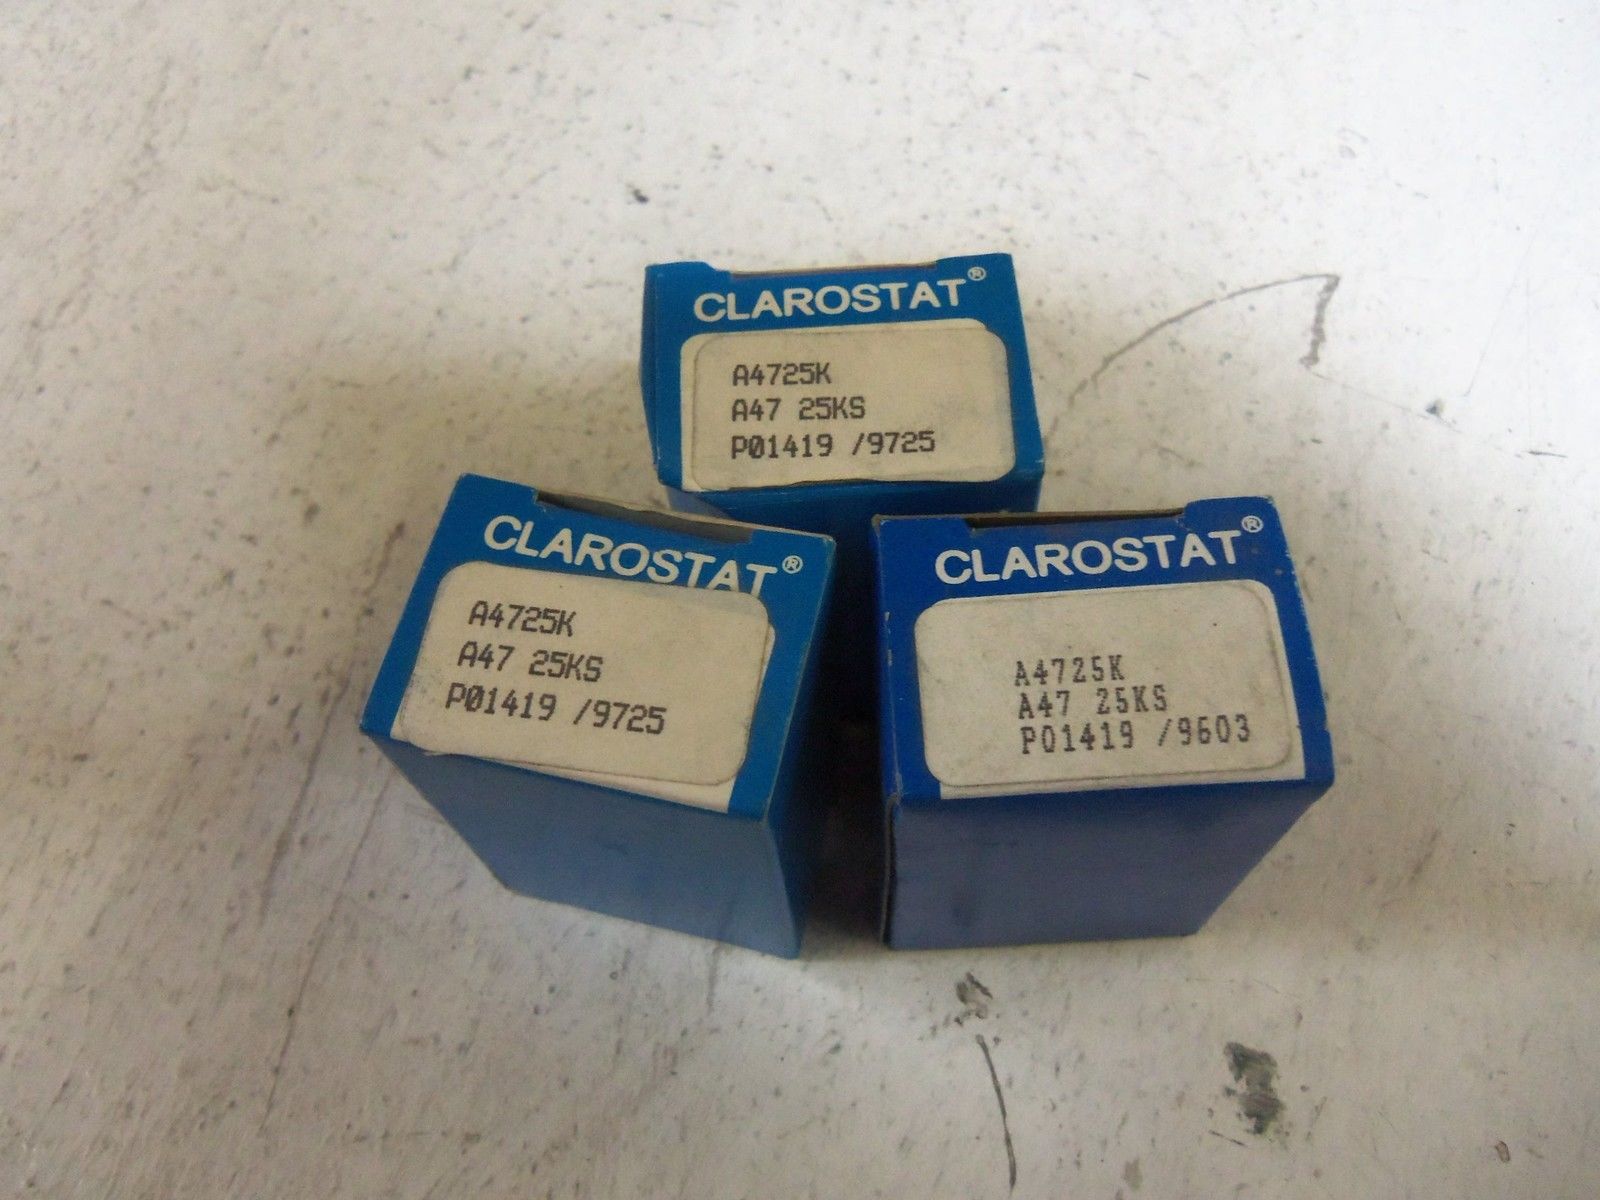 CLAROSTAT®
A4725K
A47 25KS
P01419 /9725
CLAROSTAT®
A4725K
A47 25KS
P01419 /9725
CLAROSTAT®
A4725K
A47 25KS
P01419 /9603